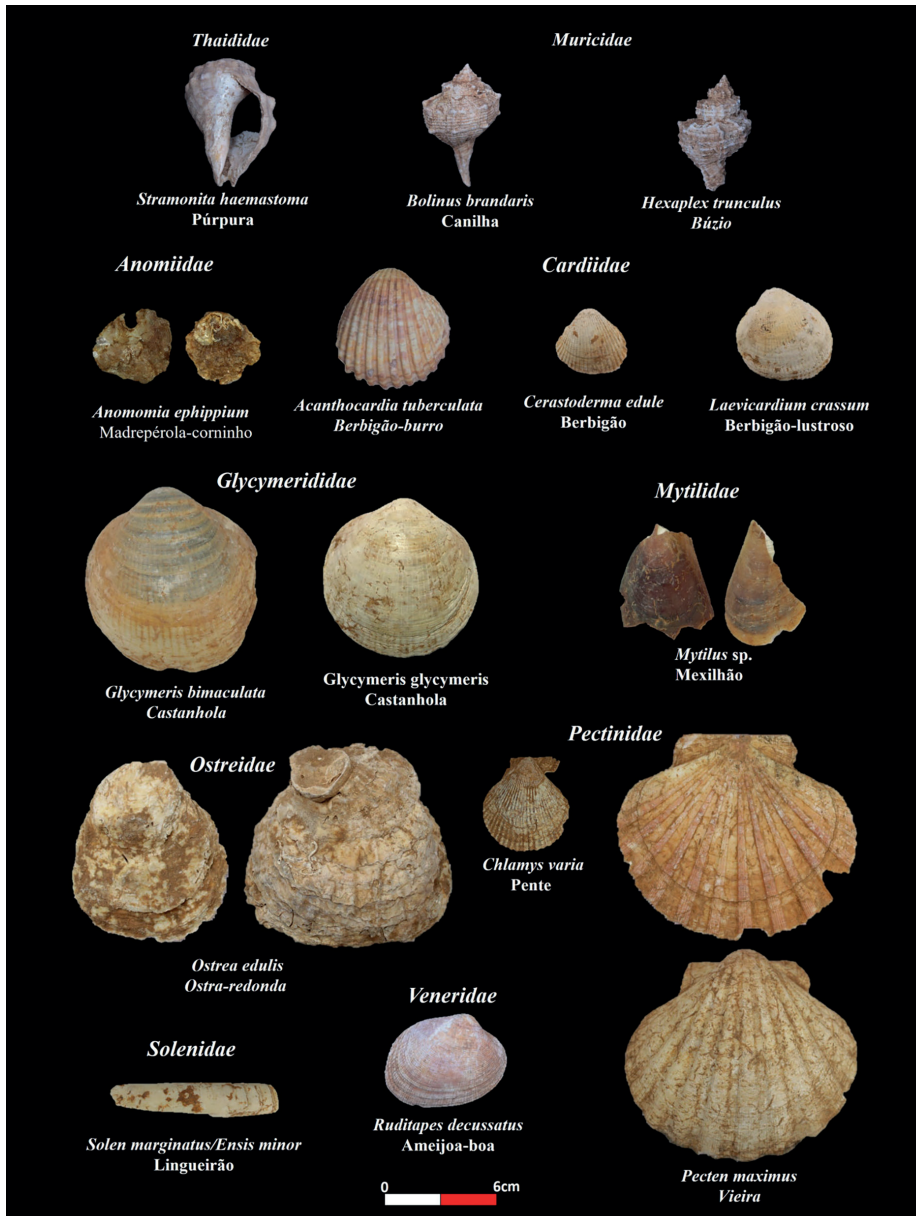 Thaididae
Muricidae
Stramonita haemastoma
Púrpura
Bolinus brandaris
Canilha
Hexaplex trunculus
Búzio
Anomiidae
Cardiidae
Anomomia ephippium
Madrepérola-corninho
Acanthocardia tuberculata
Berbigão-burro
Cerastoderma edule
Berbigão
Laevicardium crassum
Berbigão-lustroso
Glycymerididae
Mytilidae
Glycymeris bimaculata
Castanhola
Glycymeris glycymeris
Castanhola
Mytilus sp.
Mexilhão
Ostreidae
Pectinidae
Chlamys varia
Pente
Ostrea edulis
Ostra-redonda
Veneridae
Solenidae
Solen marginatus/Ensis minor
Lingueirão
Ruditapes decussatus
Ameijoa-boa
Pecten maximus
Vieira
0 6cm